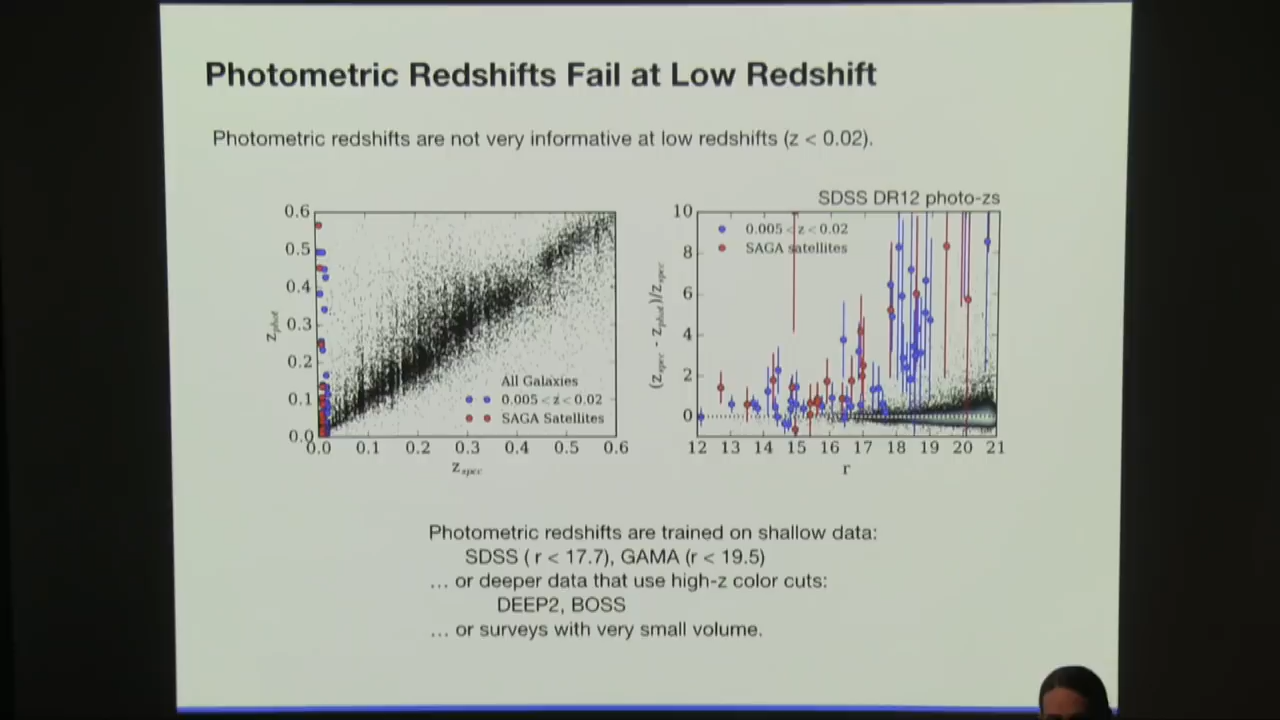 Photometric Redshifts Fail at Low Redshift
Photometric redshifts are not very informative at low redshifts (z < 0.02).
0.6
0.5
0.4
0.3
0.2
0.1
0.0
z_phot
0.0 0.1 0.2 0.3 0.4 0.5 0.6
z_spec
All Galaxies
0.005 < z < 0.02
SAGA Satellites
SDSS DR12 photo-zs
10
8
6
4
2
0
(z_spec - z_phot)/z_spec
0.005 < z < 0.02
SAGA satellites
12 13 14 15 16 17 18 19 20 21
r
Photometric redshifts are trained on shallow data:
SDSS ( r < 17.7), GAMA (r < 19.5)
... or deeper data that use high-z color cuts:
DEEP2, BOSS
... or surveys with very small volume.